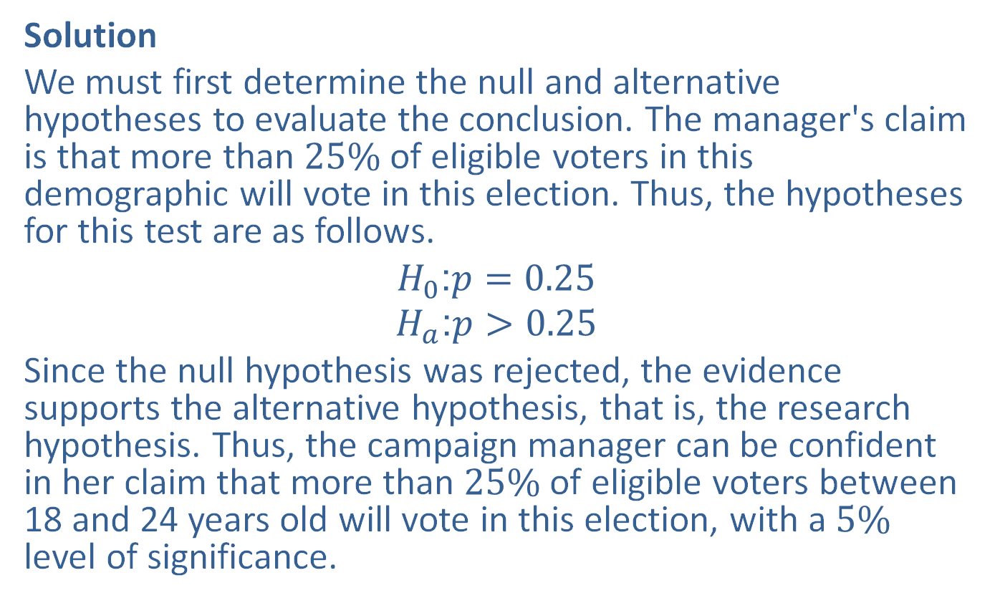 Solution
We must first determine the null and alternative
hypotheses to evaluate the conclusion. The manager's claim
is that more than 25% of eligible voters in this
demographic will vote in this election. Thus, the hypotheses
for this test are as follows.
H₀:p = 0.25
Hₐ:p > 0.25
Since the null hypothesis was rejected, the evidence
supports the alternative hypothesis, that is, the research
hypothesis. Thus, the campaign manager can be confident
in her claim that more than 25% of eligible voters between
18 and 24 years old will vote in this election, with a 5%
level of significance.